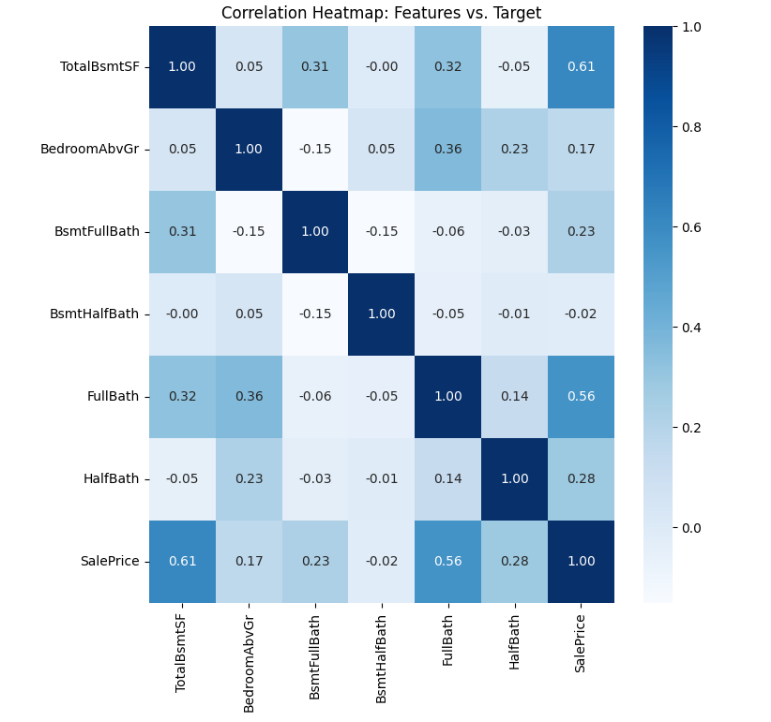 Correlation Heatmap: Features vs. Target
TotalBsmtSF 1.00 0.05 0.31 -0.00 0.32 -0.05 0.61
BedroomAbvGr 0.05 1.00 -0.15 0.05 0.36 0.23 0.17
BsmtFullBath 0.31 -0.15 1.00 -0.15 -0.06 -0.03 0.23
BsmtHalfBath -0.00 0.05 -0.15 1.00 -0.05 -0.01 -0.02
FullBath 0.32 0.36 -0.06 -0.05 1.00 0.14 0.56
HalfBath -0.05 0.23 -0.03 -0.01 0.14 1.00 0.28
SalePrice 0.61 0.17 0.23 -0.02 0.56 0.28 1.00
TotalBsmtSF
BedroomAbvGr
BsmtFullBath
BsmtHalfBath
FullBath
HalfBath
SalePrice
1.0
0.8
0.6
0.4
0.2
0.0